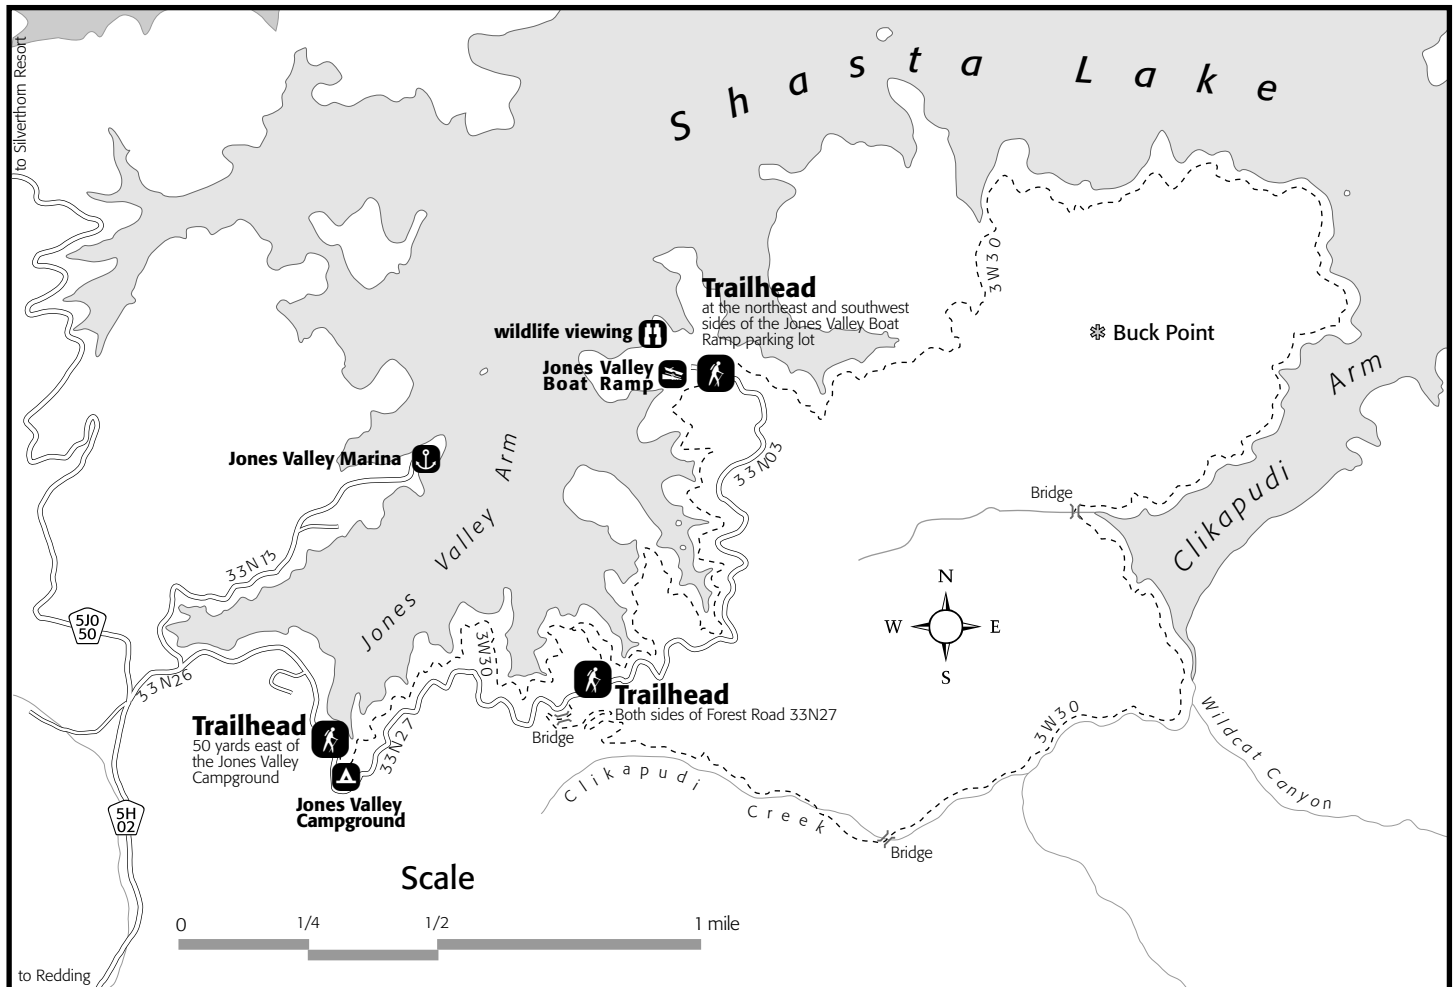 to Silverthorn Resort
Shasta Lake
Trailhead
at the northeast and southwest
sides of the Jones Valley Boat
Ramp parking lot
3W30
wildlife viewing
Buck Point
Jones Valley
Boat Ramp
Arm
Clikapudi
Jones Valley Marina
Jones Valley Arm
33N03
Bridge
33N13
N
W E
S
5J0
50
3W30
33N26
Trailhead
Both sides of Forest Road 33N27
Trailhead
50 yards east of
the Jones Valley
Campground
33N27
Bridge
3W30
Wildcat Canyon
Jones Valley
Campground
Clikapudi
Creek
5H
02
Bridge
Scale
0 1/4 1/2 1 mile
to Redding